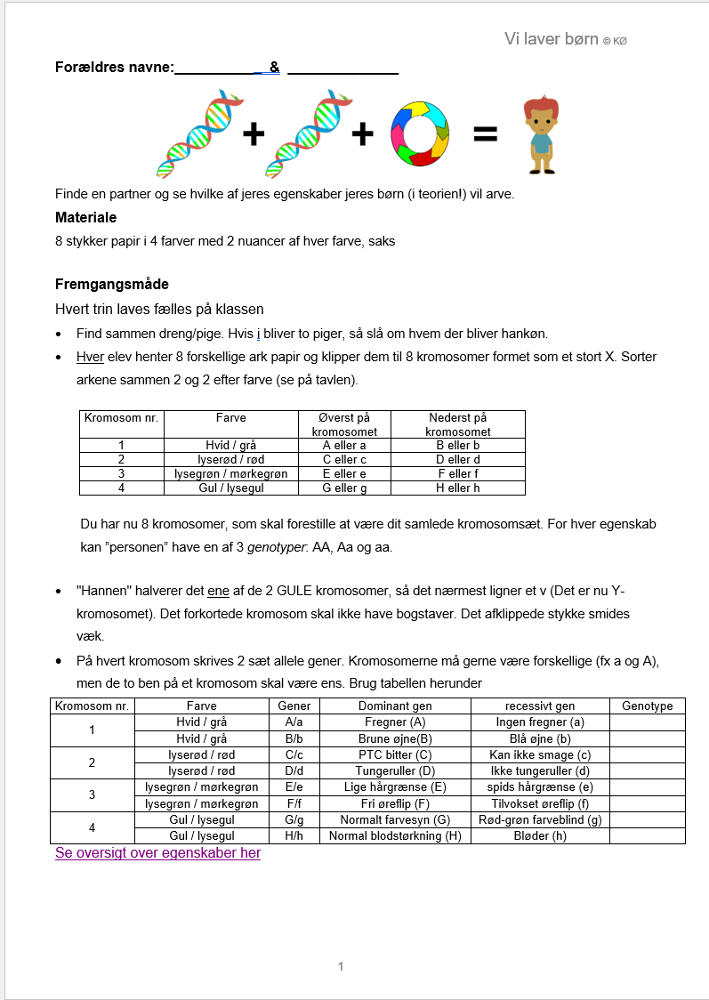 Vi laver børn © KØ
Forældres navne:____________ & ______________
+ + =
Finde en partner og se hvilke af jeres egenskaber jeres børn (i teorien!) vil arve.
Materiale
8 stykker papir i 4 farver med 2 nuancer af hver farve, saks
Fremgangsmåde
Hvert trin laves fælles på klassen
• Find sammen dreng/pige. Hvis i bliver to piger, så slå om hvem der bliver hankøn.
• Hver elev henter 8 forskellige ark papir og klipper dem til 8 kromosomer formet som et stort X. Sorter
arkene sammen 2 og 2 efter farve (se på tavlen).
Kromosom nr. Farve Øverst på kromosomet Nederst på kromosomet
1 Hvid / grå A eller a B eller b
2 lyserød / rød C eller c D eller d
3 lysegrøn / mørkegrøn E eller e F eller f
4 Gul / lysegul G eller g H eller h
Du har nu 8 kromosomer, som skal forestille at være dit samlede kromosomsæt. For hver egenskab
kan ”personen” have en af 3 genotyper: AA, Aa og aa.
• "Hannen" halverer det ene af de 2 GULE kromosomer, så det nærmest ligner et v (Det er nu Y-
kromosomet). Det forkortede kromosom skal ikke have bogstaver. Det afklippede stykke smides
væk.
• På hvert kromosom skrives 2 sæt allele gener. Kromosomerne må gerne være forskellige (fx a og A),
men de to ben på et kromosom skal være ens. Brug tabellen herunder
Kromosom nr. Farve Gener Dominant gen recessivt gen Genotype
1 Hvid / grå A/a Fregner (A) Ingen fregner (a)
Hvid / grå B/b Brune øjne(B) Blå øjne (b)
2 lyserød / rød C/c PTC bitter (C) Kan ikke smage (c)
lyserød / rød D/d Tungeruller (D) Ikke tungeruller (d)
3 lysegrøn / mørkegrøn E/e Lige hårgrænse (E) spids hårgrænse (e)
lysegrøn / mørkegrøn F/f Fri øreflip (F) Tilvokset øreflip (f)
4 Gul / lysegul G/g Normalt farvesyn (G) Rød-grøn farveblind (g)
Gul / lysegul H/h Normal blodstørkning (H) Bløder (h)
Se oversigt over egenskaber her
1